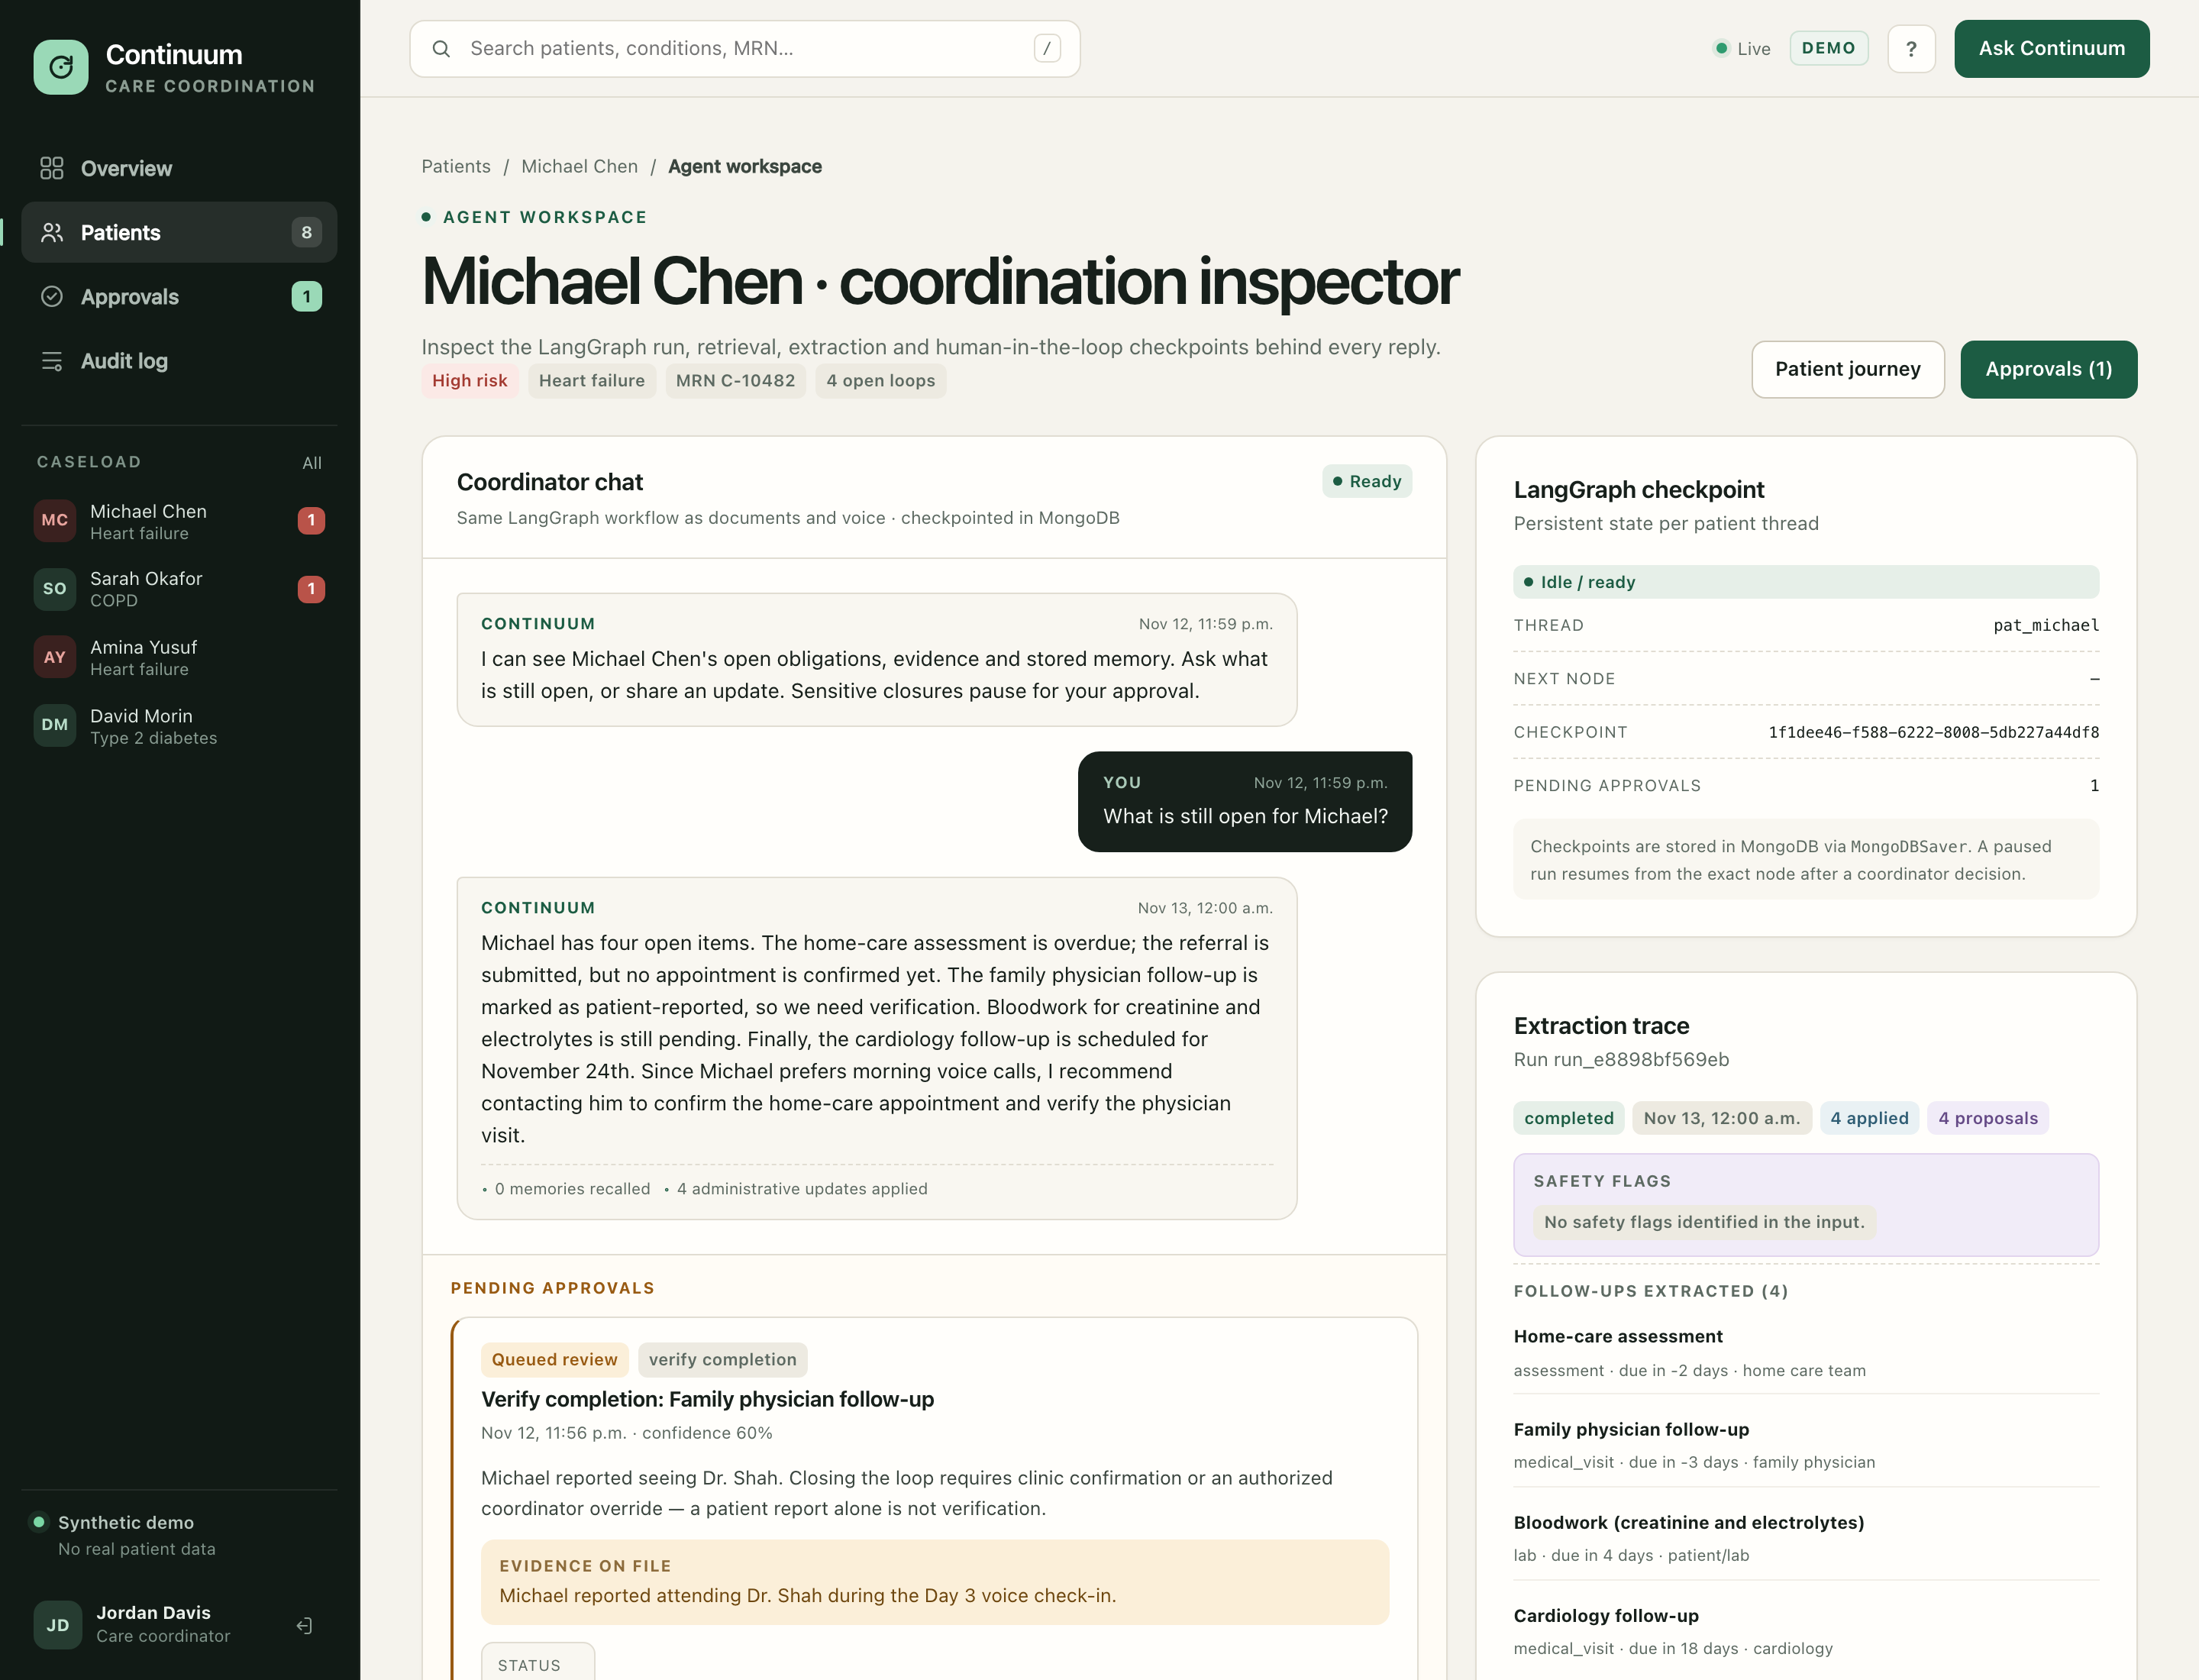 Continuum
CARE COORDINATION
Overview
Patients 8
Approvals 1
Audit log
CASELOAD All
MC Michael Chen 1
Heart failure
SO Sarah Okafor 1
COPD
AY Amina Yusuf
Heart failure
DM David Morin
Type 2 diabetes
Synthetic demo
No real patient data
JD Jordan Davis
Care coordinator
Search patients, conditions, MRN... /
Live DEMO ? Ask Continuum
Patients / Michael Chen / Agent workspace
AGENT WORKSPACE
Michael Chen · coordination inspector
Inspect the LangGraph run, retrieval, extraction and human-in-the-loop checkpoints behind every reply.
High risk Heart failure MRN C-10482 4 open loops
Patient journey Approvals (1)
Coordinator chat Ready
Same LangGraph workflow as documents and voice · checkpointed in MongoDB
CONTINUUM Nov 12, 11:59 p.m.
I can see Michael Chen's open obligations, evidence and stored memory. Ask what
is still open, or share an update. Sensitive closures pause for your approval.
YOU Nov 12, 11:59 p.m.
What is still open for Michael?
CONTINUUM Nov 13, 12:00 a.m.
Michael has four open items. The home-care assessment is overdue; the referral is
submitted, but no appointment is confirmed yet. The family physician follow-up is
marked as patient-reported, so we need verification. Bloodwork for creatinine and
electrolytes is still pending. Finally, the cardiology follow-up is scheduled for
November 24th. Since Michael prefers morning voice calls, I recommend
contacting him to confirm the home-care appointment and verify the physician
visit.
• 0 memories recalled • 4 administrative updates applied
PENDING APPROVALS
Queued review verify completion
Verify completion: Family physician follow-up
Nov 12, 11:56 p.m. · confidence 60%
Michael reported seeing Dr. Shah. Closing the loop requires clinic confirmation or an authorized
coordinator override — a patient report alone is not verification.
EVIDENCE ON FILE
Michael reported attending Dr. Shah during the Day 3 voice check-in.
STATUS
LangGraph checkpoint
Persistent state per patient thread
Idle / ready
THREAD pat_michael
NEXT NODE —
CHECKPOINT 1f1dee46-f588-6222-8008-5db227a44df8
PENDING APPROVALS 1
Checkpoints are stored in MongoDB via MongoDBSaver. A paused
run resumes from the exact node after a coordinator decision.
Extraction trace
Run run_e8898bf569eb
completed Nov 13, 12:00 a.m. 4 applied 4 proposals
SAFETY FLAGS
No safety flags identified in the input.
FOLLOW-UPS EXTRACTED (4)
Home-care assessment
assessment · due in -2 days · home care team
Family physician follow-up
medical_visit · due in -3 days · family physician
Bloodwork (creatinine and electrolytes)
lab · due in 4 days · patient/lab
Cardiology follow-up
medical_visit · due in 18 days · cardiology